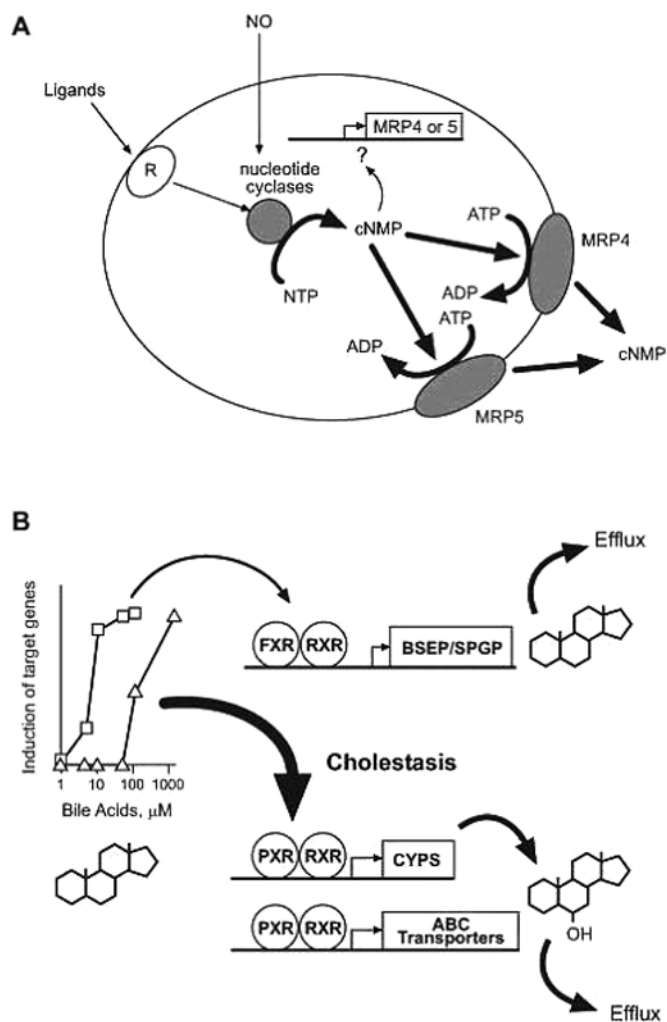 A
NO
Ligands
R
nucleotide
cyclases
MRP4 or 5
?
cNMP
NTP
ATP
MRP4
ADP
ATP
ADP
cNMP
MRP5
B
Efflux
Induction of target genes
FXR RXR
BSEP/SPGP
1 10 100 1000
Bile Acids, μM
Cholestasis
PXR RXR
CYPS
PXR RXR
ABC
Transporters
OH
Efflux